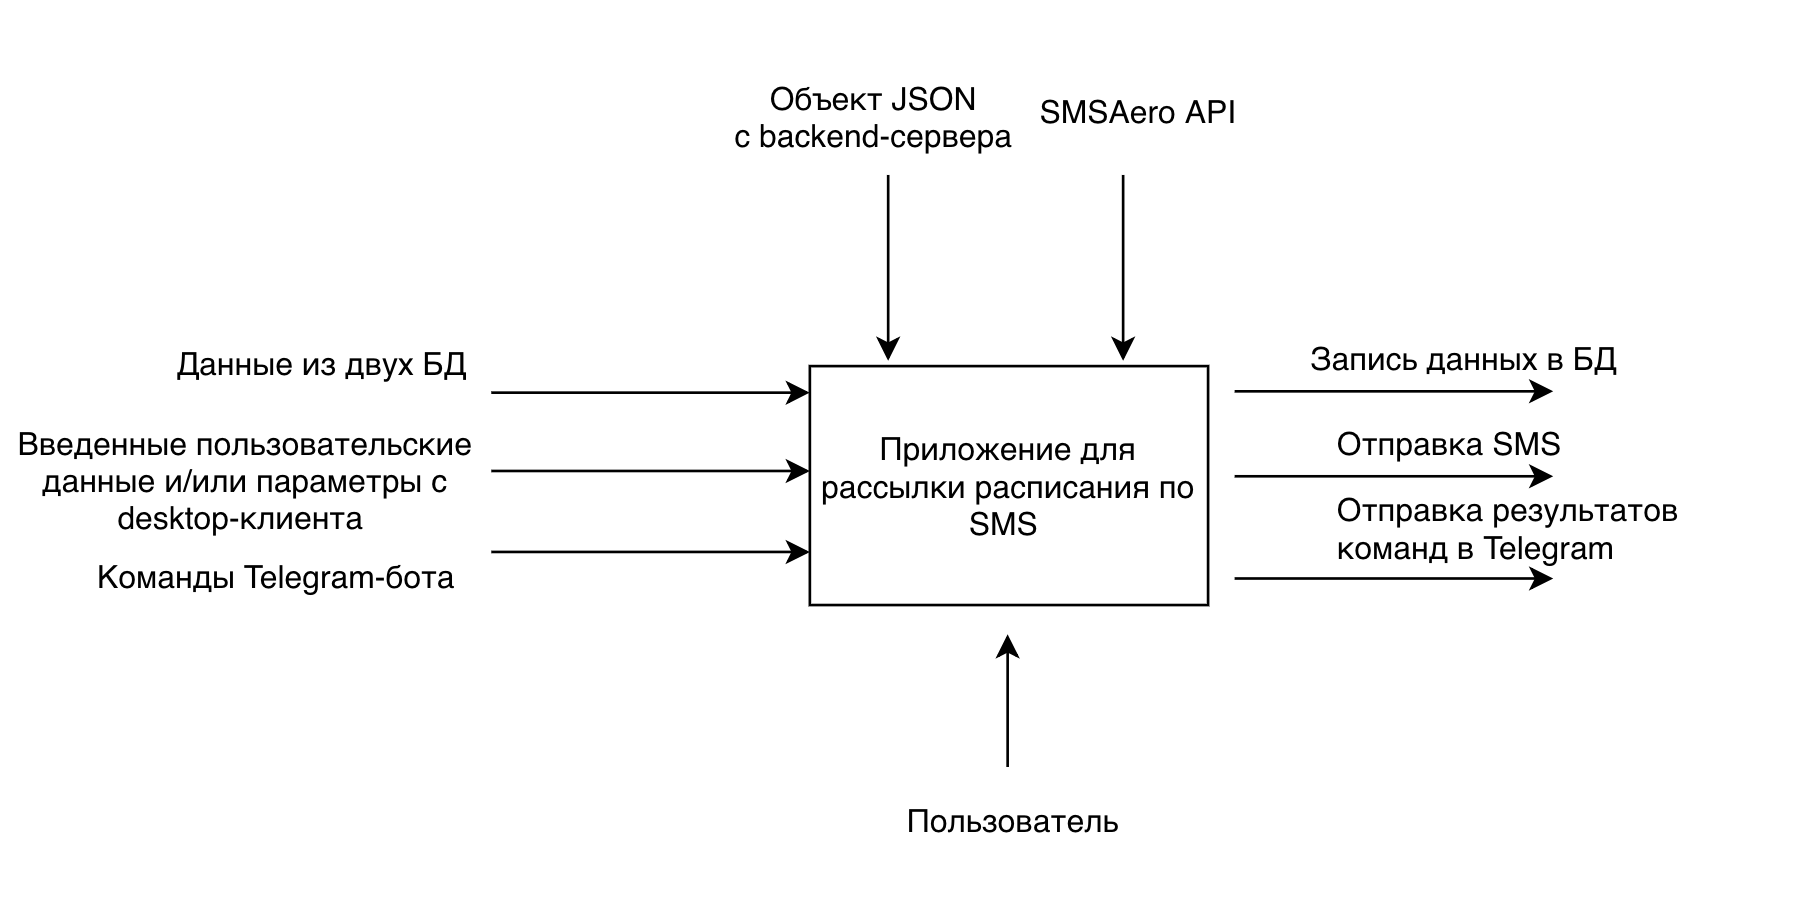 Объект JSON
с backend-сервера
SMSAero API
Данные из двух БД
Введенные пользовательские
данные и/или параметры с
desktop-клиента
Команды Telegram-бота
Приложение для
рассылки расписания по
SMS
Запись данных в БД
Отправка SMS
Отправка результатов
команд в Telegram
Пользователь